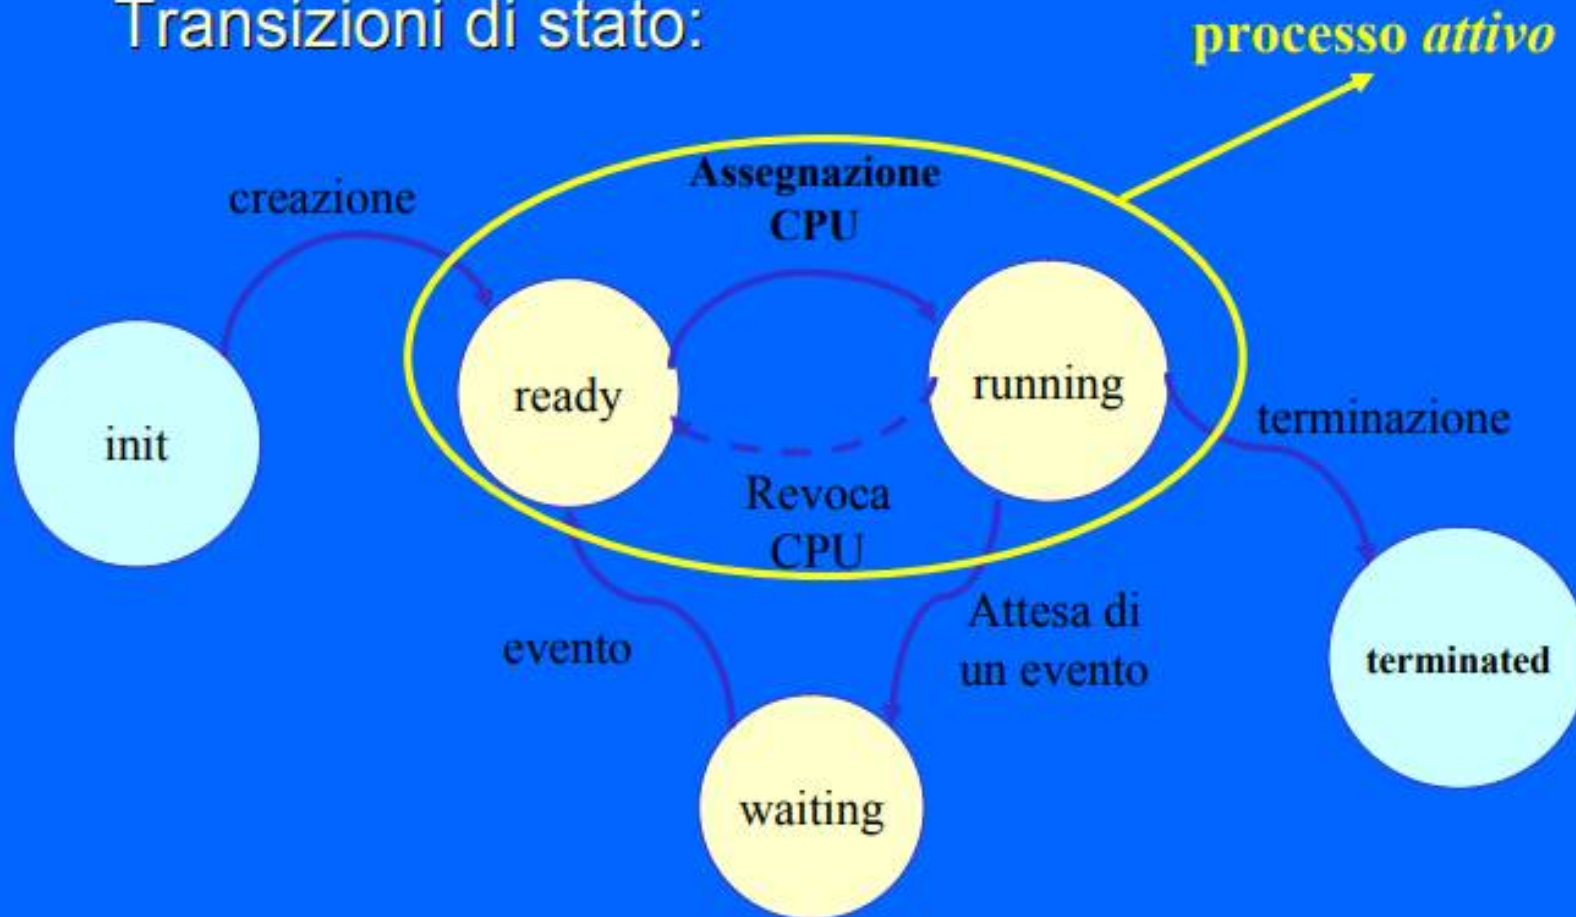 Transizioni di stato:
processo attivo
creazione
Assegnazione
CPU
init
ready
running
terminazione
Revoca
CPU
evento
Attesa di
un evento
terminated
waiting